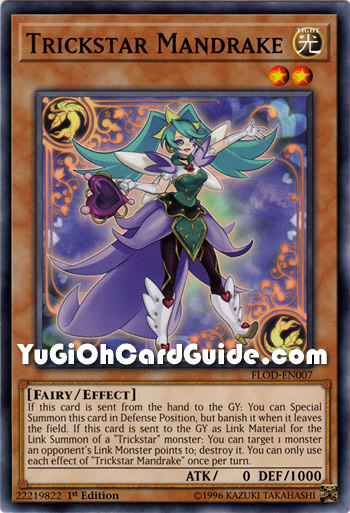 TRICKSTAR MANDRAKE
LIGHT
光
YuGiOhCardGuide.com
FLOD-EN007
[FAIRY/EFFECT]
If this card is sent from the hand to the GY: You can Special
Summon this card in Defense Position, but banish it when it leaves
the field. If this card is sent to the GY as Link Material for the
Link Summon of a "Trickstar" monster: You can target 1 monster
an opponent's Link Monster points to; destroy it. You can only use
each effect of "Trickstar Mandrake" once per turn.
ATK/ 0 DEF/1000
22219822 1st Edition ©1996 KAZUKI TAKAHASHI